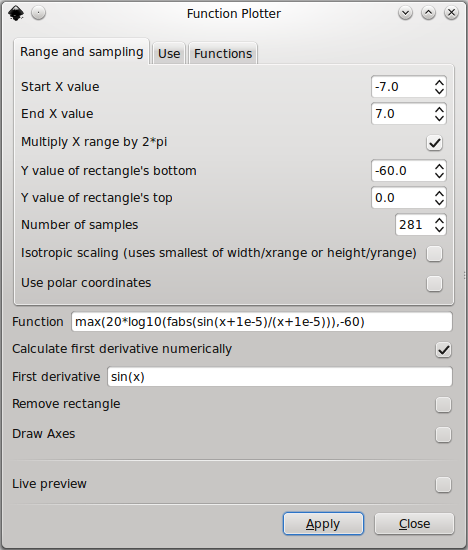 Function Plotter
Range and sampling Use Functions
Start X value -7.0
End X value 7.0
Multiply X range by 2*pi
Y value of rectangle's bottom -60.0
Y value of rectangle's top 0.0
Number of samples 281
Isotropic scaling (uses smallest of width/xrange or height/yrange)
Use polar coordinates
Function max(20*log10(fabs(sin(x+1e-5)/(x+1e-5))),-60)
Calculate first derivative numerically
First derivative sin(x)
Remove rectangle
Draw Axes
Live preview
Apply Close